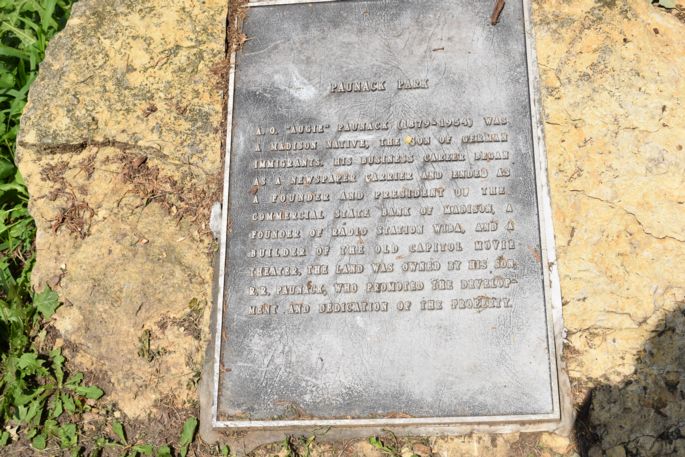 PAUNACK PARK
A. O. "AUGIE" PAUNACK (1879-1954) WAS
A MADISON NATIVE, THE SON OF GERMAN
IMMIGRANTS. HIS BUSINESS CAREER BEGAN
AS A NEWSPAPER CARRIER AND ENDED AS
A FOUNDER AND PRESIDENT OF THE
COMMERCIAL STATE BANK OF MADISON, A
FOUNDER OF RADIO STATION WIBA, AND A
BUILDER OF THE OLD CAPITOL MOVIE
THEATER. THE LAND WAS OWNED BY HIS SON,
R.R. PAUNACK, WHO PROMOTED THE DEVELOP-
MENT AND DEDICATION OF THE PROPERTY.